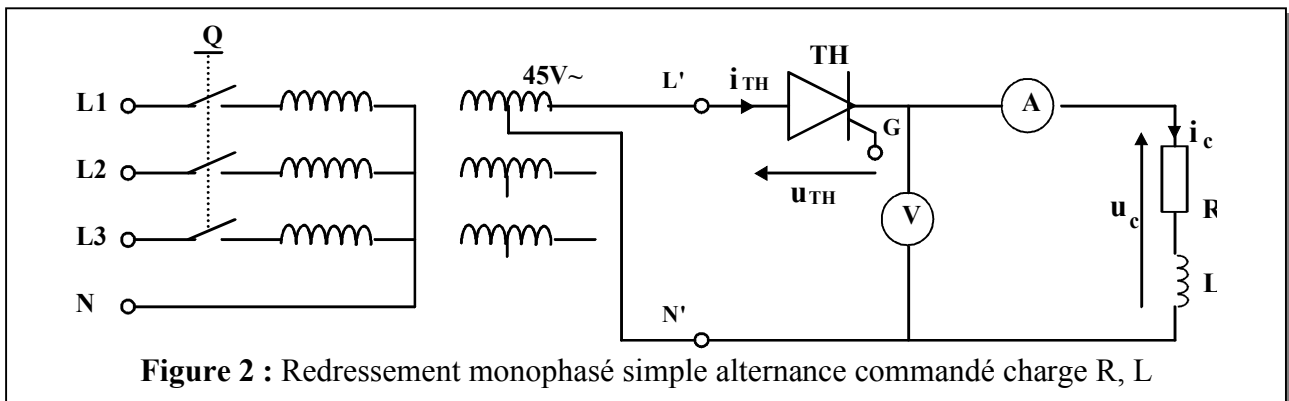 Q
TH
45V~
L'
i TH
L1
A
G
i c
L2
u TH
V
u c
R
L3
L
N
N'
Figure 2 : Redressement monophasé simple alternance commandé charge R, L